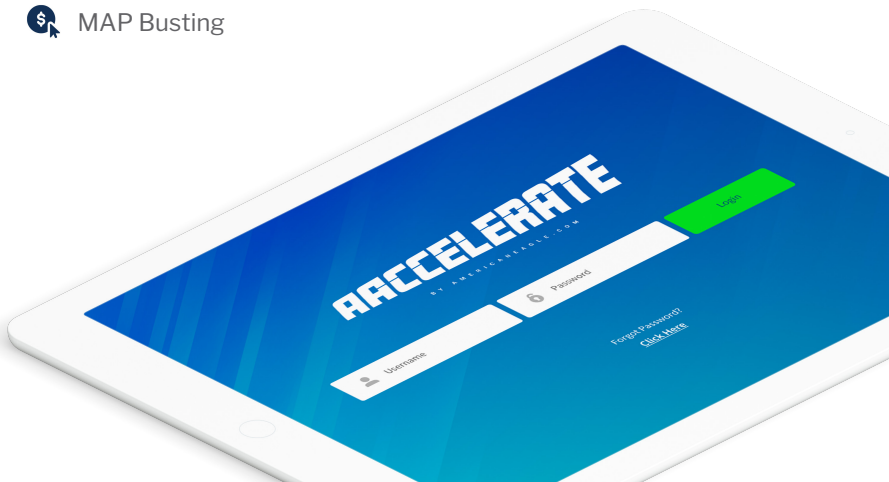 $ MAP Busting
AACCELERATE
BY AMERICANEAGLE.COM
Username
Password
Login
Forgot Password?
Click Here